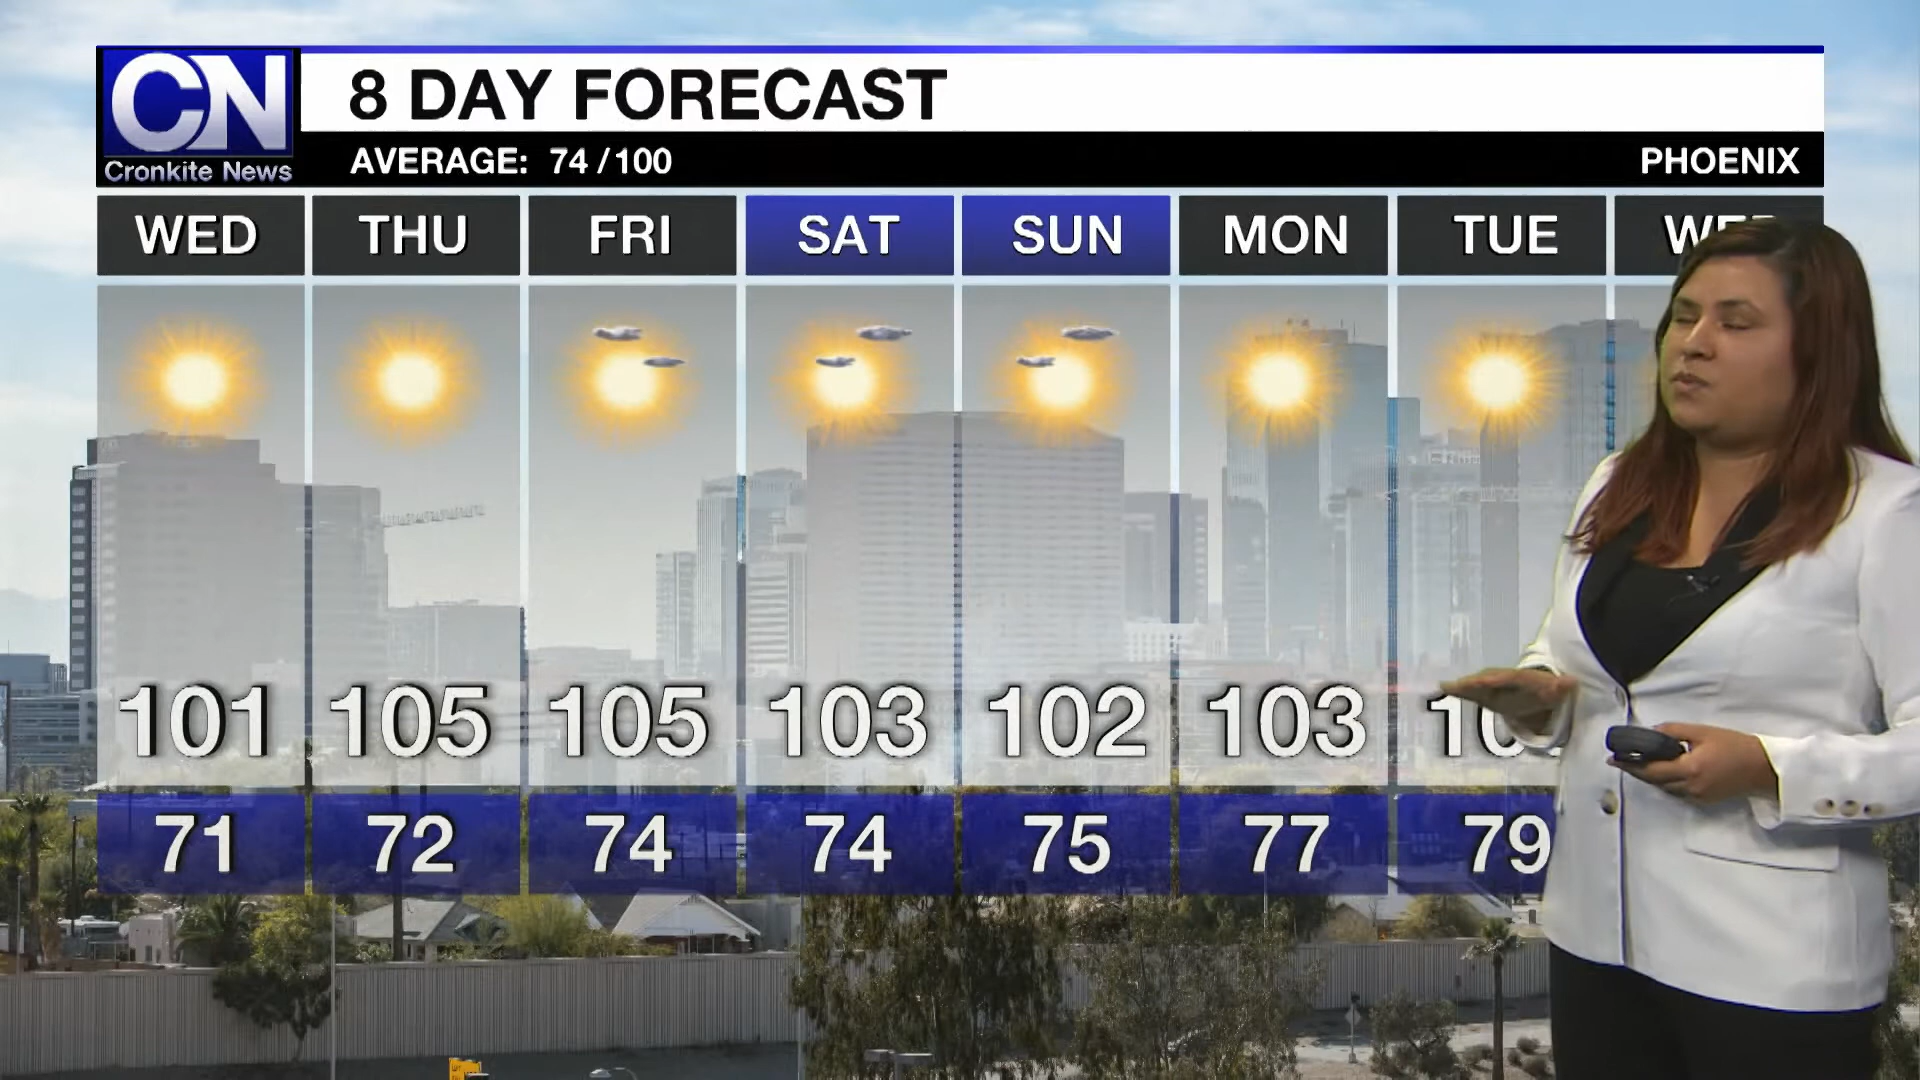 CN
Cronkite News
8 DAY FORECAST
AVERAGE: 74 / 100
PHOENIX
WED THU FRI SAT SUN MON TUE
101 105 105 103 102 103
71 72 74 74 75 77 79